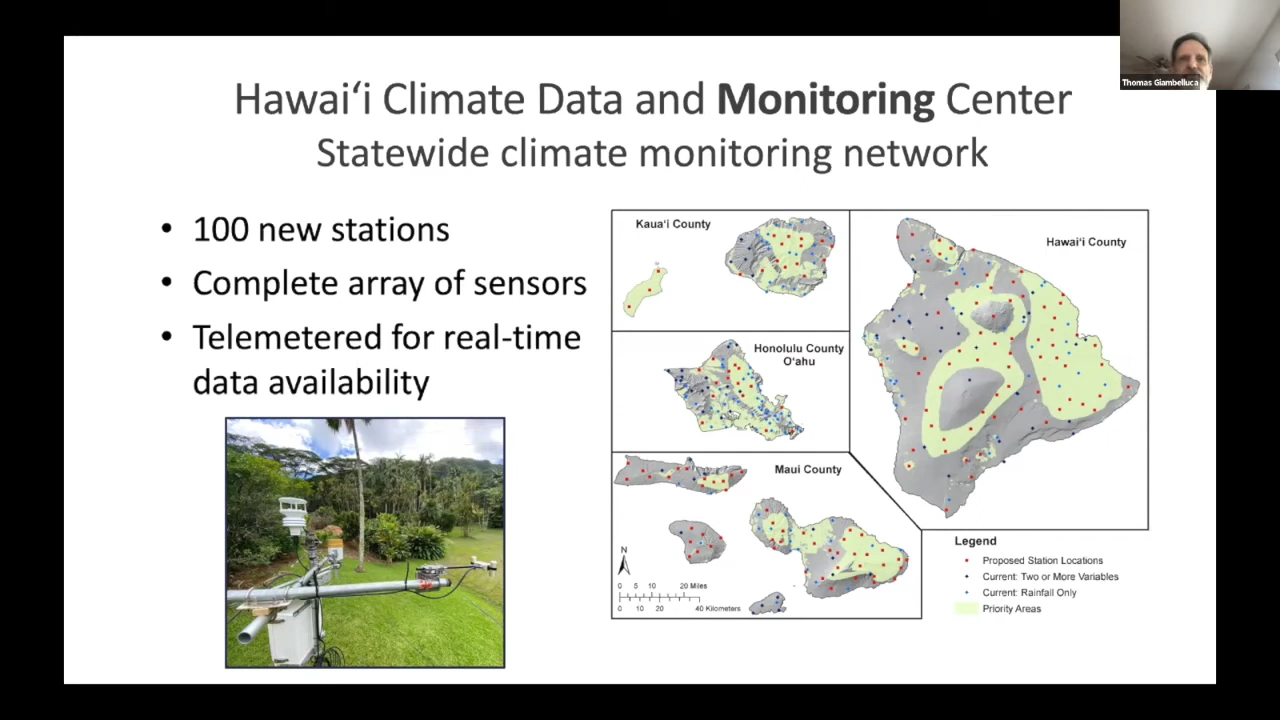 Thomas Giambelluca
Hawaiʻi Climate Data and Monitoring Center
Statewide climate monitoring network
• 100 new stations
• Complete array of sensors
• Telemetered for real-time
data availability
Kauaʻi County
Hawaiʻi County
Honolulu County
Oʻahu
Maui County
N
0 5 10 20 Miles
0 10 20 40 Kilometers
Legend
Proposed Station Locations
Current: Two or More Variables
Current: Rainfall Only
Priority Areas